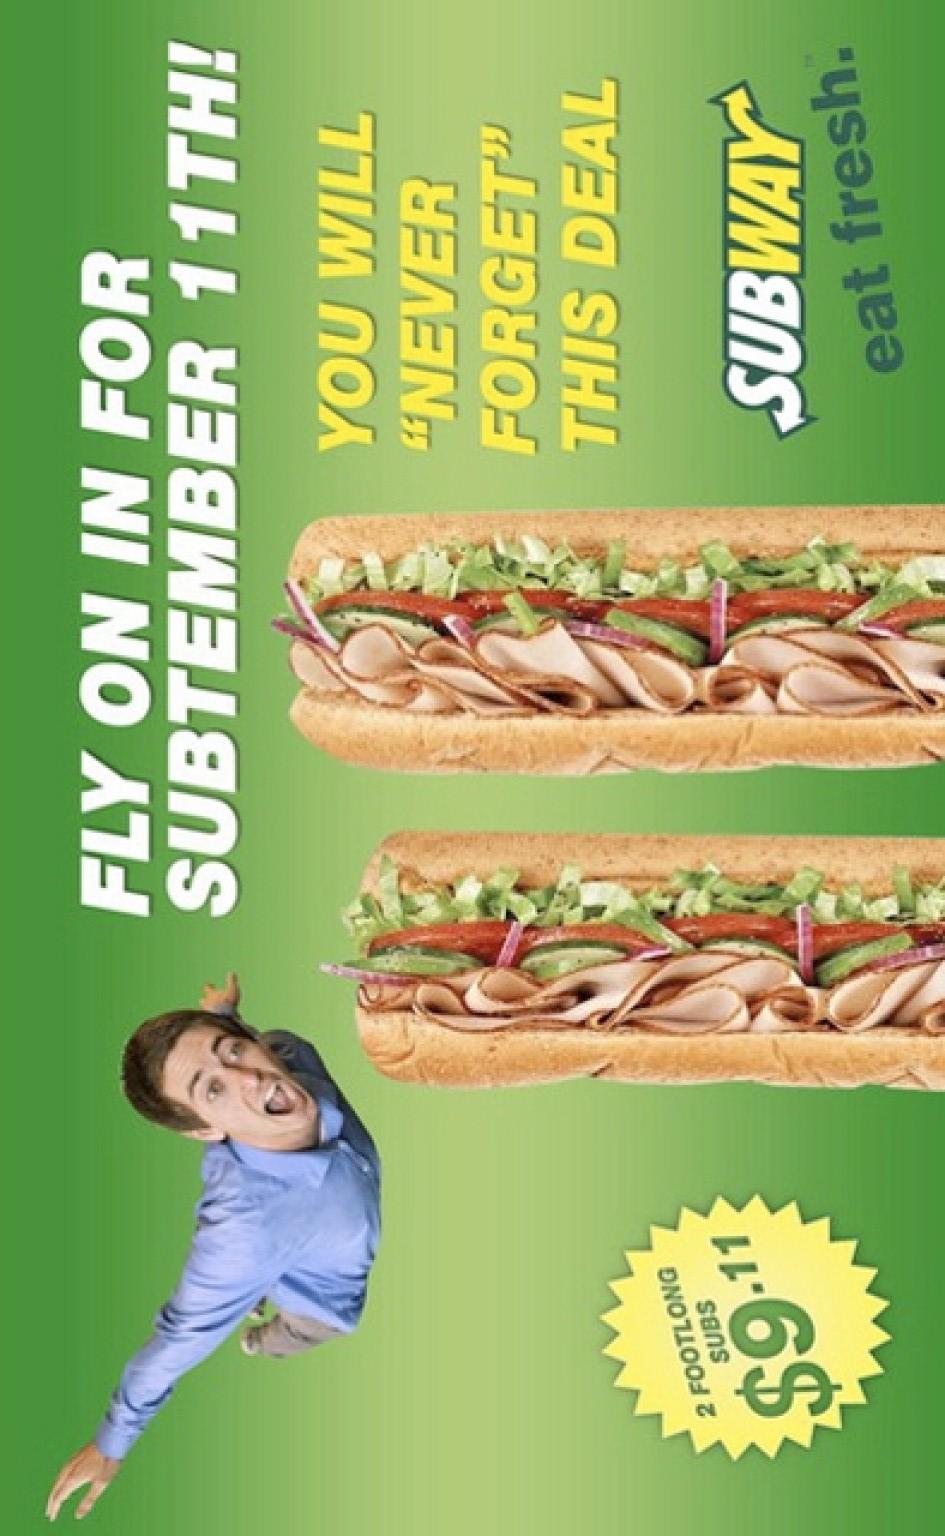 FLY ON IN FOR
SUBTEMBER 11TH!
YOU WILL
“NEVER
FORGET”
THIS DEAL
2 FOOTLONG
SUBS
$9.11
SUBWAY
eat fresh.
™